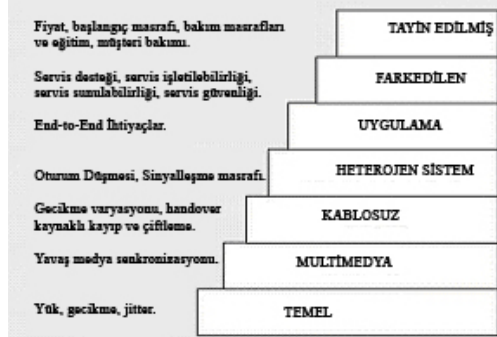 Fiyat, başlangıç masrafı, bakım masrafları
ve eğitim, müşteri bakımı.
TAYİN EDİLMİŞ
Servis desteği, servis işletilebilirliği,
servis sunulabilirliği, servis güvenliği.
FARKEDİLEN
End-to-End İhtiyaçlar.
UYGULAMA
Oturum Düşmesi, Sinyalleşme masrafı.
HETEROJEN SİSTEM
Gecikme varyasyonu, handover
kaynaklı kayıp ve çiftleme.
KABLOSUZ
Yavaş medya senkronizasyonu.
MULTİMEDYA
Yük, gecikme, jitter.
TEMEL